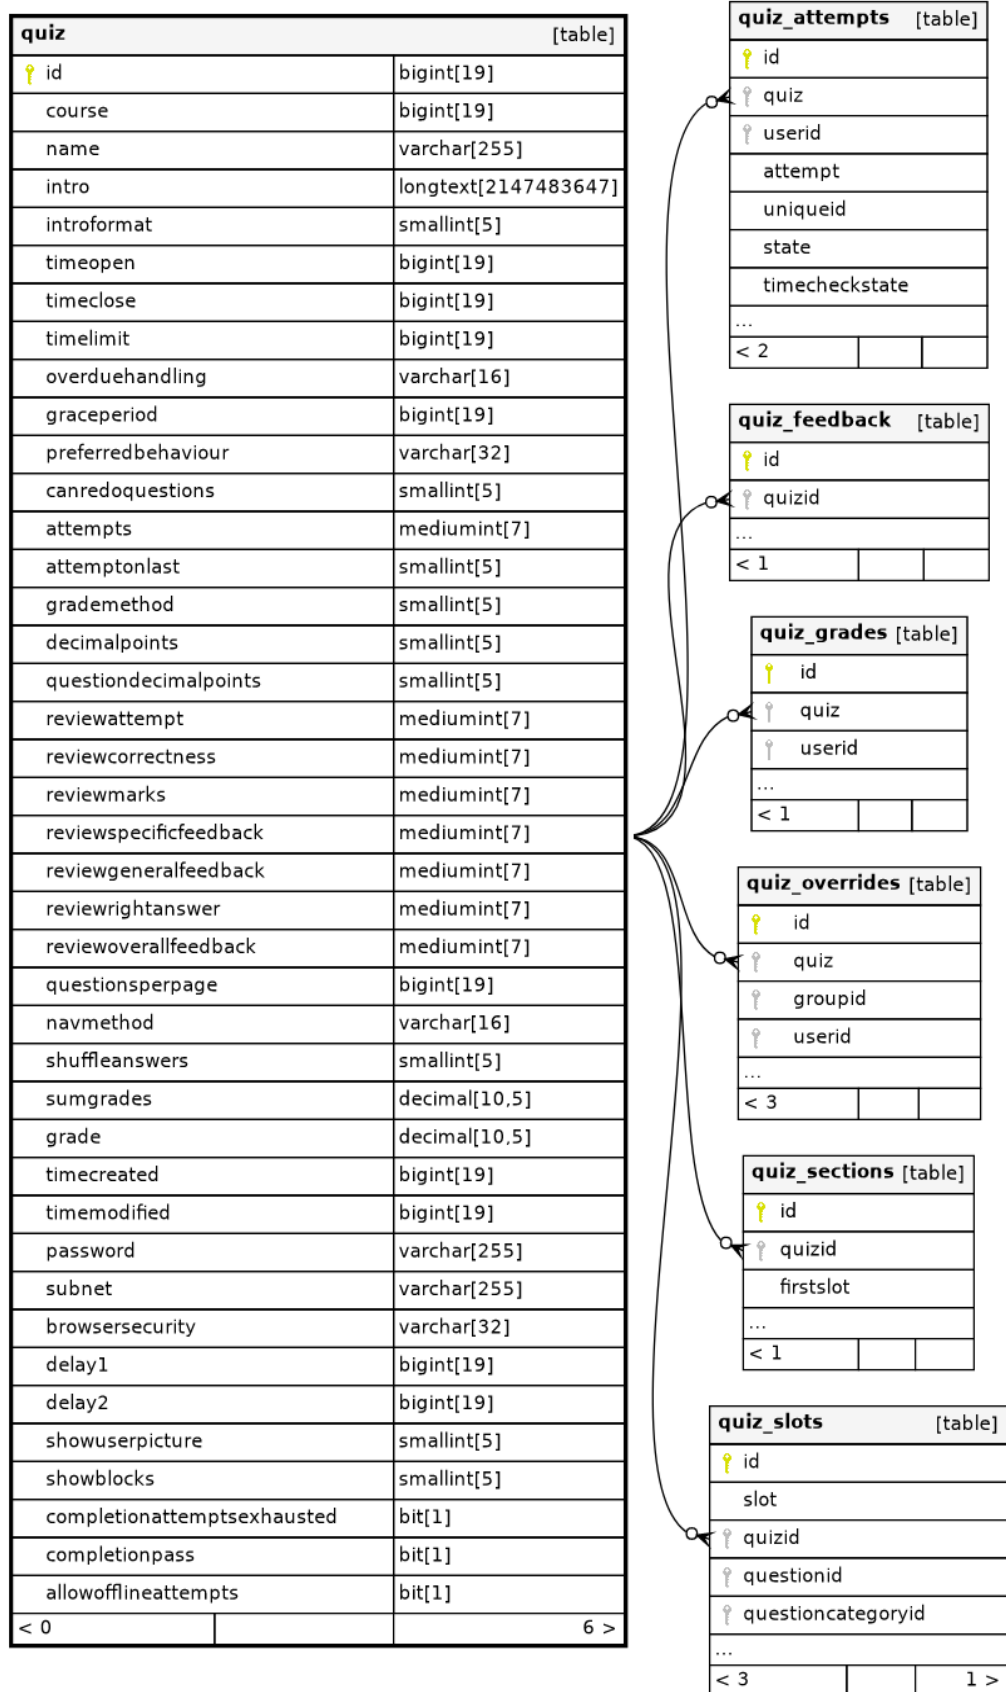 quiz [table]
id bigint[19]
course bigint[19]
name varchar[255]
intro longtext[2147483647]
introformat smallint[5]
timeopen bigint[19]
timeclose bigint[19]
timelimit bigint[19]
overduehandling varchar[16]
graceperiod bigint[19]
preferredbehaviour varchar[32]
canredoquestions smallint[5]
attempts mediumint[7]
attemptonlast smallint[5]
grademethod smallint[5]
decimalpoints smallint[5]
questiondecimalpoints smallint[5]
reviewattempt mediumint[7]
reviewcorrectness mediumint[7]
reviewmarks mediumint[7]
reviewspecificfeedback mediumint[7]
reviewgeneralfeedback mediumint[7]
reviewrightanswer mediumint[7]
reviewoverallfeedback mediumint[7]
questionsperpage bigint[19]
navmethod varchar[16]
shuffleanswers smallint[5]
sumgrades decimal[10,5]
grade decimal[10,5]
timecreated bigint[19]
timemodified bigint[19]
password varchar[255]
subnet varchar[255]
browsersecurity varchar[32]
delay1 bigint[19]
delay2 bigint[19]
showuserpicture smallint[5]
showblocks smallint[5]
completionattemptsexhausted bit[1]
completionpass bit[1]
allowofflineattempts bit[1]
< 0 6 >
quiz_attempts [table]
id
quiz
userid
attempt
uniqueid
state
timecheckstate
...
< 2
quiz_feedback [table]
id
quizid
...
< 1
quiz_grades [table]
id
quiz
userid
...
< 1
quiz_overrides [table]
id
quiz
groupid
userid
...
< 3
quiz_sections [table]
id
quizid
firstslot
...
< 1
quiz_slots [table]
id
slot
quizid
questionid
questioncategoryid
...
< 3 1 >